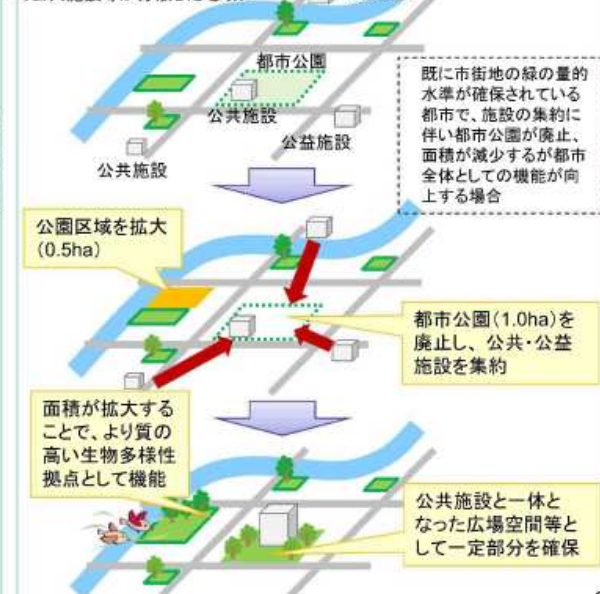 都市公園
公共施設
公益施設
公共施設
既に市街地の緑の量的
水準が確保されている
都市で、施設の集約に
伴い都市公園が廃止、
面積が減少するが都市
全体としての機能が向
上する場合
公園区域を拡大
(0.5ha)
都市公園(1.0ha)を
廃止し、公共・公益
施設を集約
面積が拡大する
ことで、より質の
高い生物多様性
拠点として機能
公共施設と一体と
なった広場空間等と
して一定部分を確保